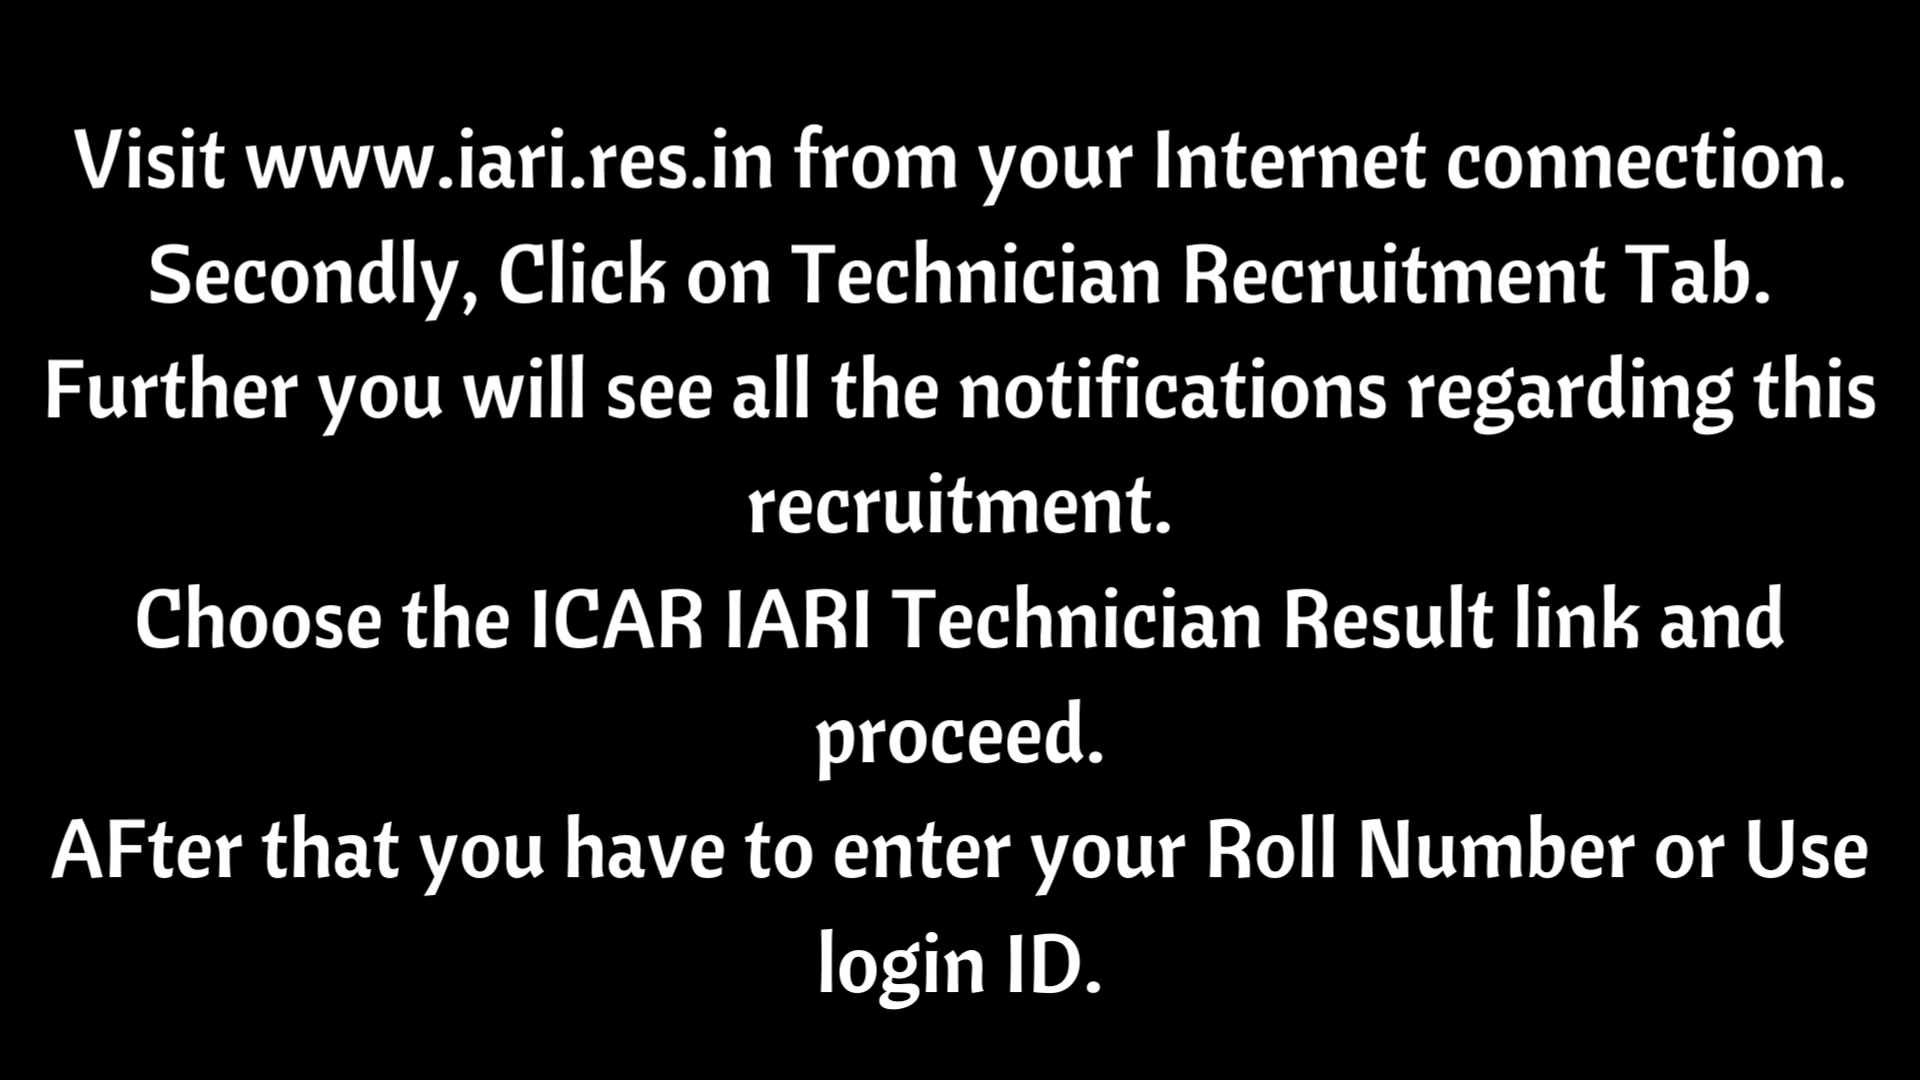 Visit www.iari.res.in from your Internet connection.
Secondly, Click on Technician Recruitment Tab.
Further you will see all the notifications regarding this
recruitment.
Choose the ICAR IARI Technician Result link and
proceed.
AFter that you have to enter your Roll Number or Use
login ID.